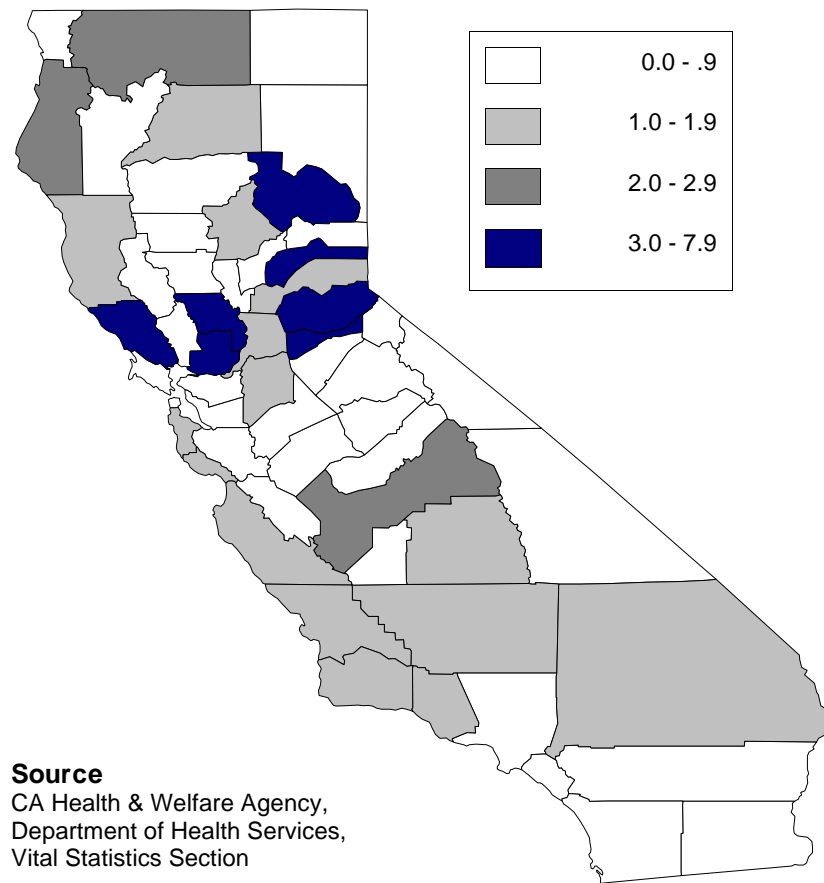 0.0 - .9
1.0 - 1.9
2.0 - 2.9
3.0 - 7.9
Source
CA Health & Welfare Agency,
Department of Health Services,
Vital Statistics Section